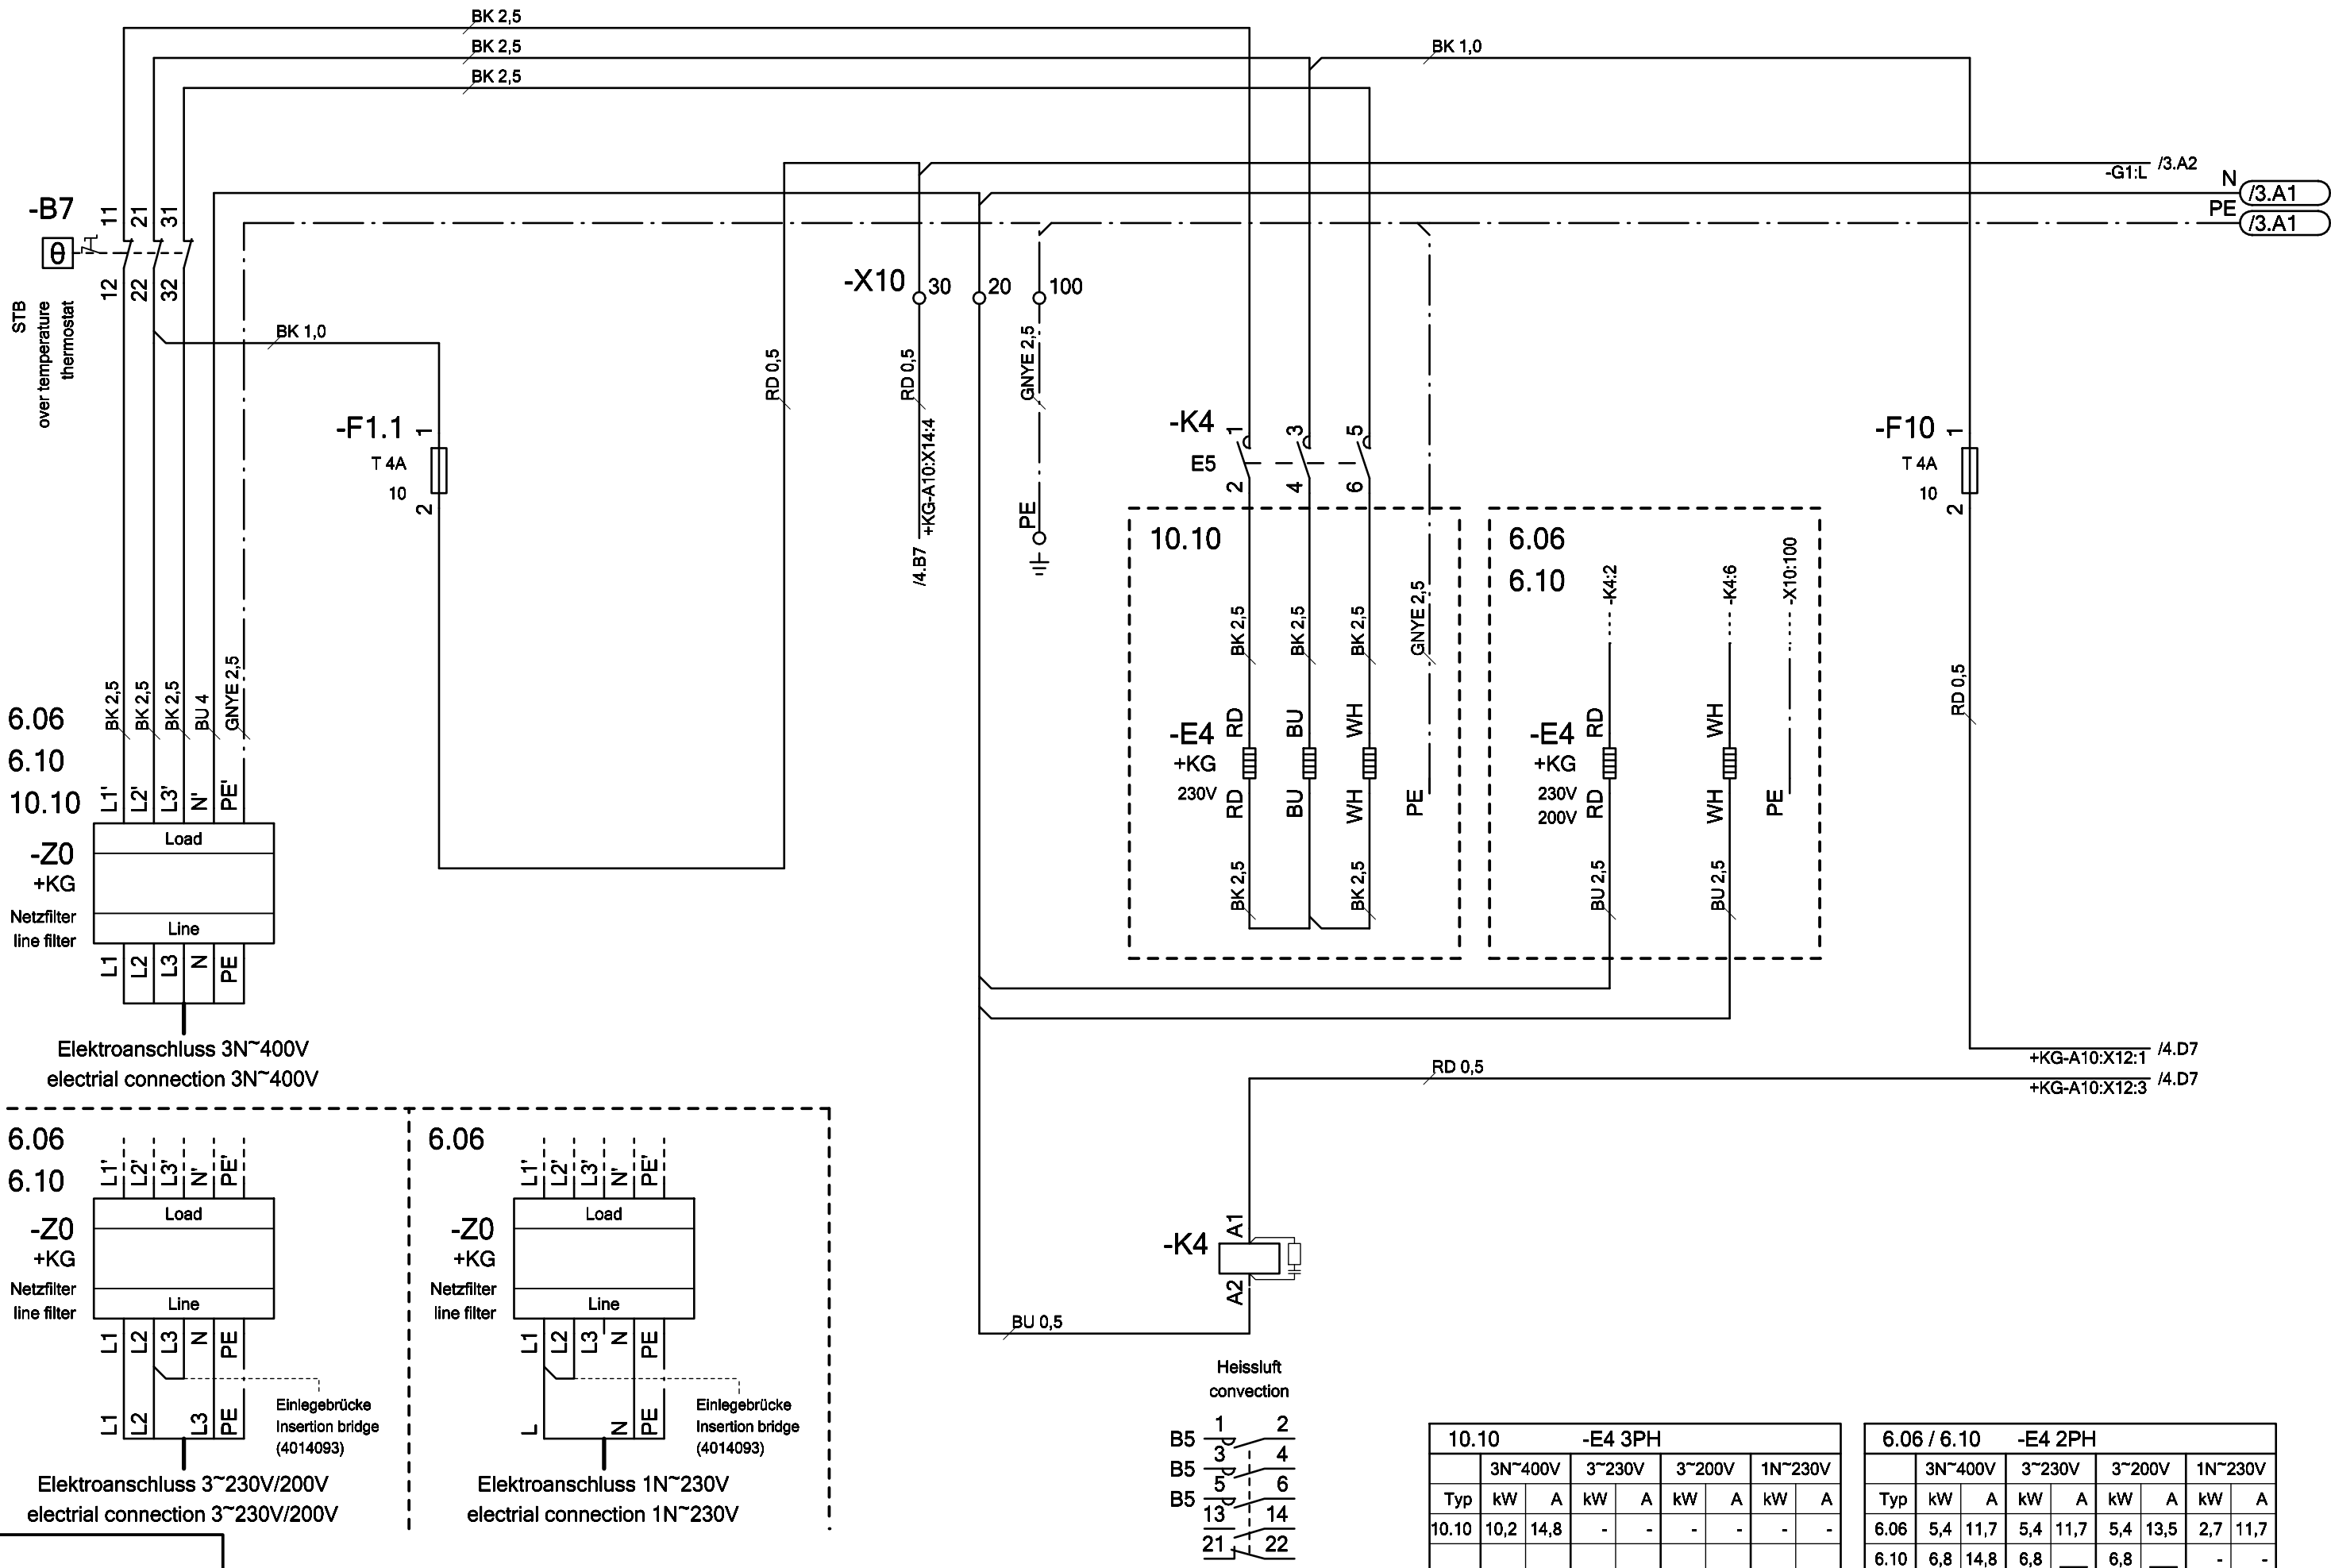 BK 2,5
BK 2,5
BK 2,5
BK 1,0
-G1:L /3.A2
N /3.A1
PE /3.A1
-B7
11 21 31
θ
12 22 32
STB
over temperature
thermostat
BK 1,0
-F1.1
T 4A
10
1
2
RD 0,5
-X10
30
20
100
RD 0,5
+KG-A10:X14:4
/4.B7
GNYE 2,5
PE
-K4
E5
1 3 5
2 4 6
-F10
T 4A
10
1
2
RD 0,5
10.10
BK 2,5
BK 2,5
BK 2,5
GNYE 2,5
-E4
+KG
230V
RD BU WH
RD BU WH
PE
BK 2,5
BK 2,5
6.06
6.10
-K4:2
-K4:6
-X10:100
-E4
+KG
230V
200V
RD WH
RD WH
PE
BU 2,5
BU 2,5
6.06
6.10
10.10
BK 2,5
BK 2,5
BK 2,5
BU 4
GNYE 2,5
L1' L2' L3' N' PE'
Load
-Z0
+KG
Netzfilter
line filter
Line
L1 L2 L3 N PE
Elektroanschluss 3N~400V
electrial connection 3N~400V
+KG-A10:X12:1 /4.D7
RD 0,5
+KG-A10:X12:3 /4.D7
6.06
6.10
L1' L2' L3' N' PE'
Load
-Z0
+KG
Netzfilter
line filter
Line
L1 L2 L3 N PE
L1 L2 L3 PE
Einlegebrücke
Insertion bridge
(4014093)
Elektroanschluss 3~230V/200V
electrial connection 3~230V/200V
6.06
L1' L2' L3' N' PE'
Load
-Z0
+KG
Netzfilter
line filter
Line
L1 L2 L3 N PE
L N PE
Einlegebrücke
Insertion bridge
(4014093)
Elektroanschluss 1N~230V
electrial connection 1N~230V
-K4
A1
A2
BU 0,5
Heissluft
convection
B5 1 2
B5 3 4
B5 5 6
13 14
21 22
10.10 -E4 3PH
3N~400V 3~230V 3~200V 1N~230V
Typ kW A kW A kW A kW A
10.10 10,2 14,8 - - - - - -
6.06 / 6.10 -E4 2PH
3N~400V 3~230V 3~200V 1N~230V
Typ kW A kW A kW A kW A
6.06 5,4 11,7 5,4 11,7 5,4 13,5 2,7 11,7
6.10 6,8 14,8 6,8 __ 6,8 __ - -